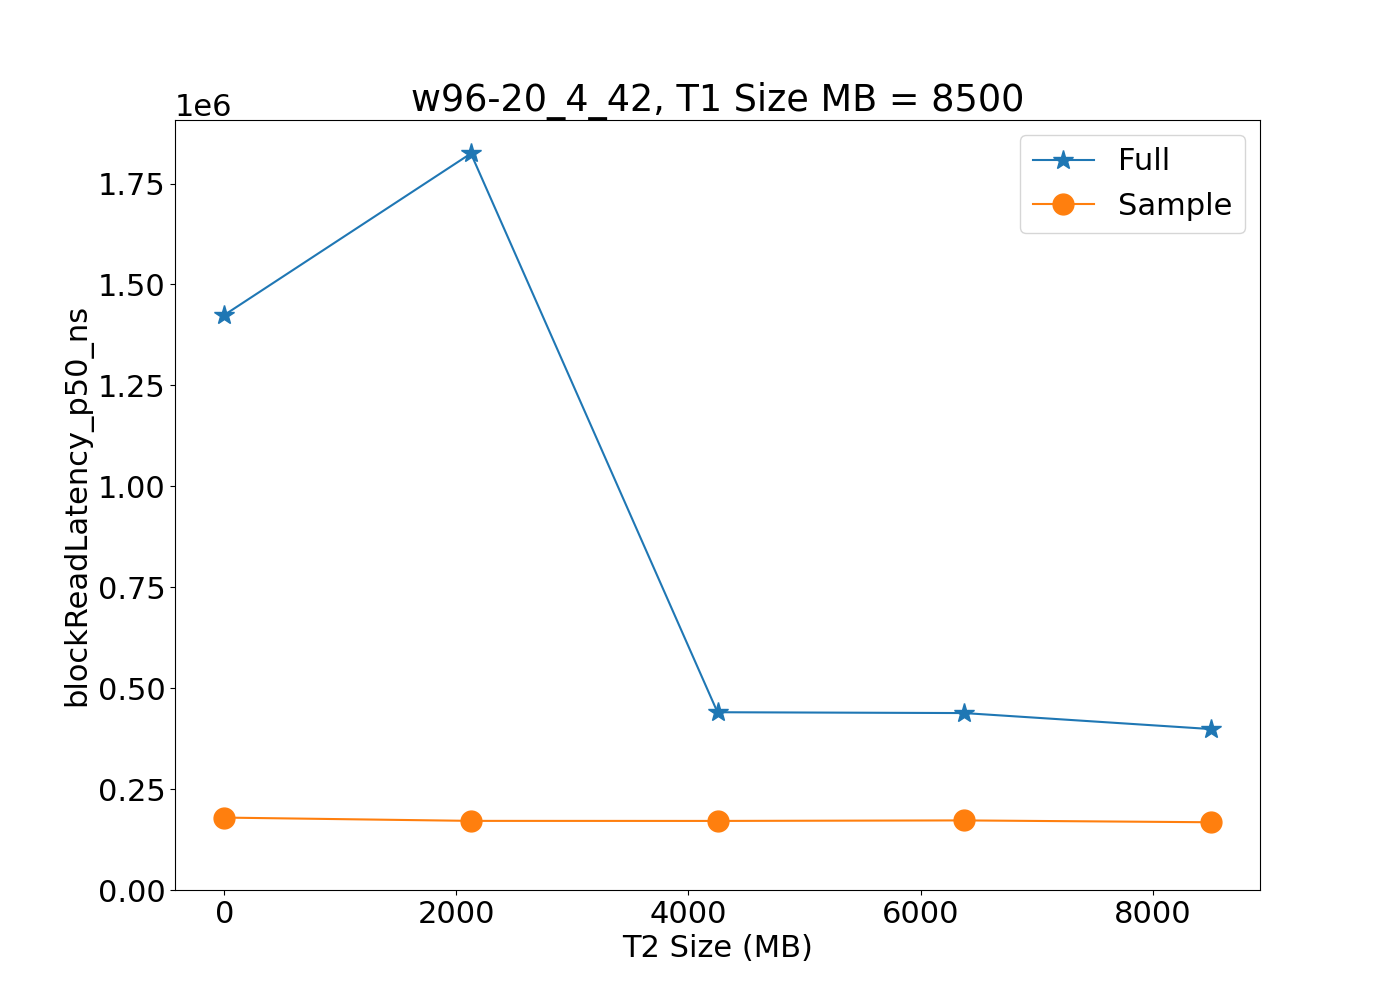 w96-20_4_42, T1 Size MB = 8500
1e6
Full
Sample
1.75
1.50
1.25
1.00
0.75
0.50
0.25
0.00
blockReadLatency_p50_ns
0 2000 4000 6000 8000
T2 Size (MB)